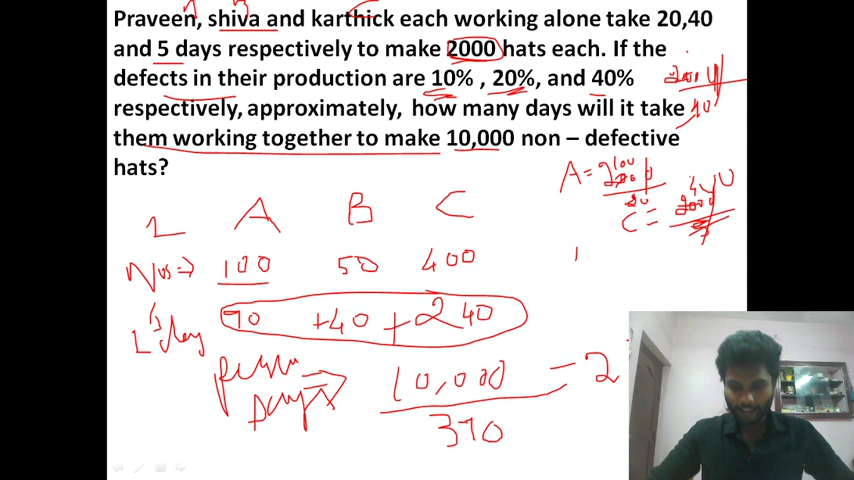 Praveen, shiva and karthick each working alone take 20,40
and 5 days respectively to make 2000 hats each. If the
defects in their production are 10% , 20%, and 40%
respectively, approximately, how many days will it take
them working together to make 10,000 non – defective
hats?
A B C
Nos⇒ 100 50 400
1 day 90 +40 + 240
10,000 = 2
370